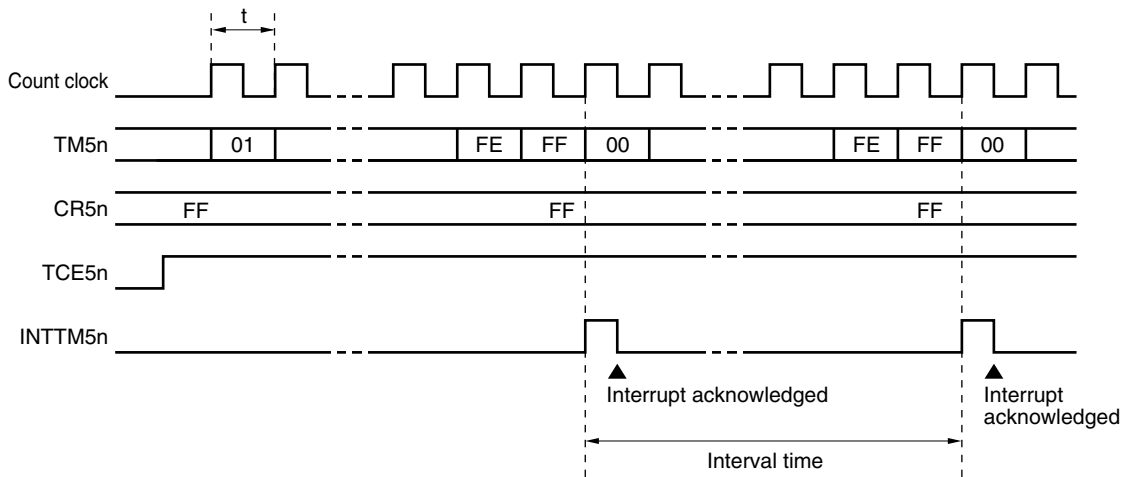 t
Count clock
TM5n 01 FE FF 00 FE FF 00
CR5n FF FF FF
TCE5n
INTTM5n
Interrupt acknowledged
Interrupt
acknowledged
Interval time